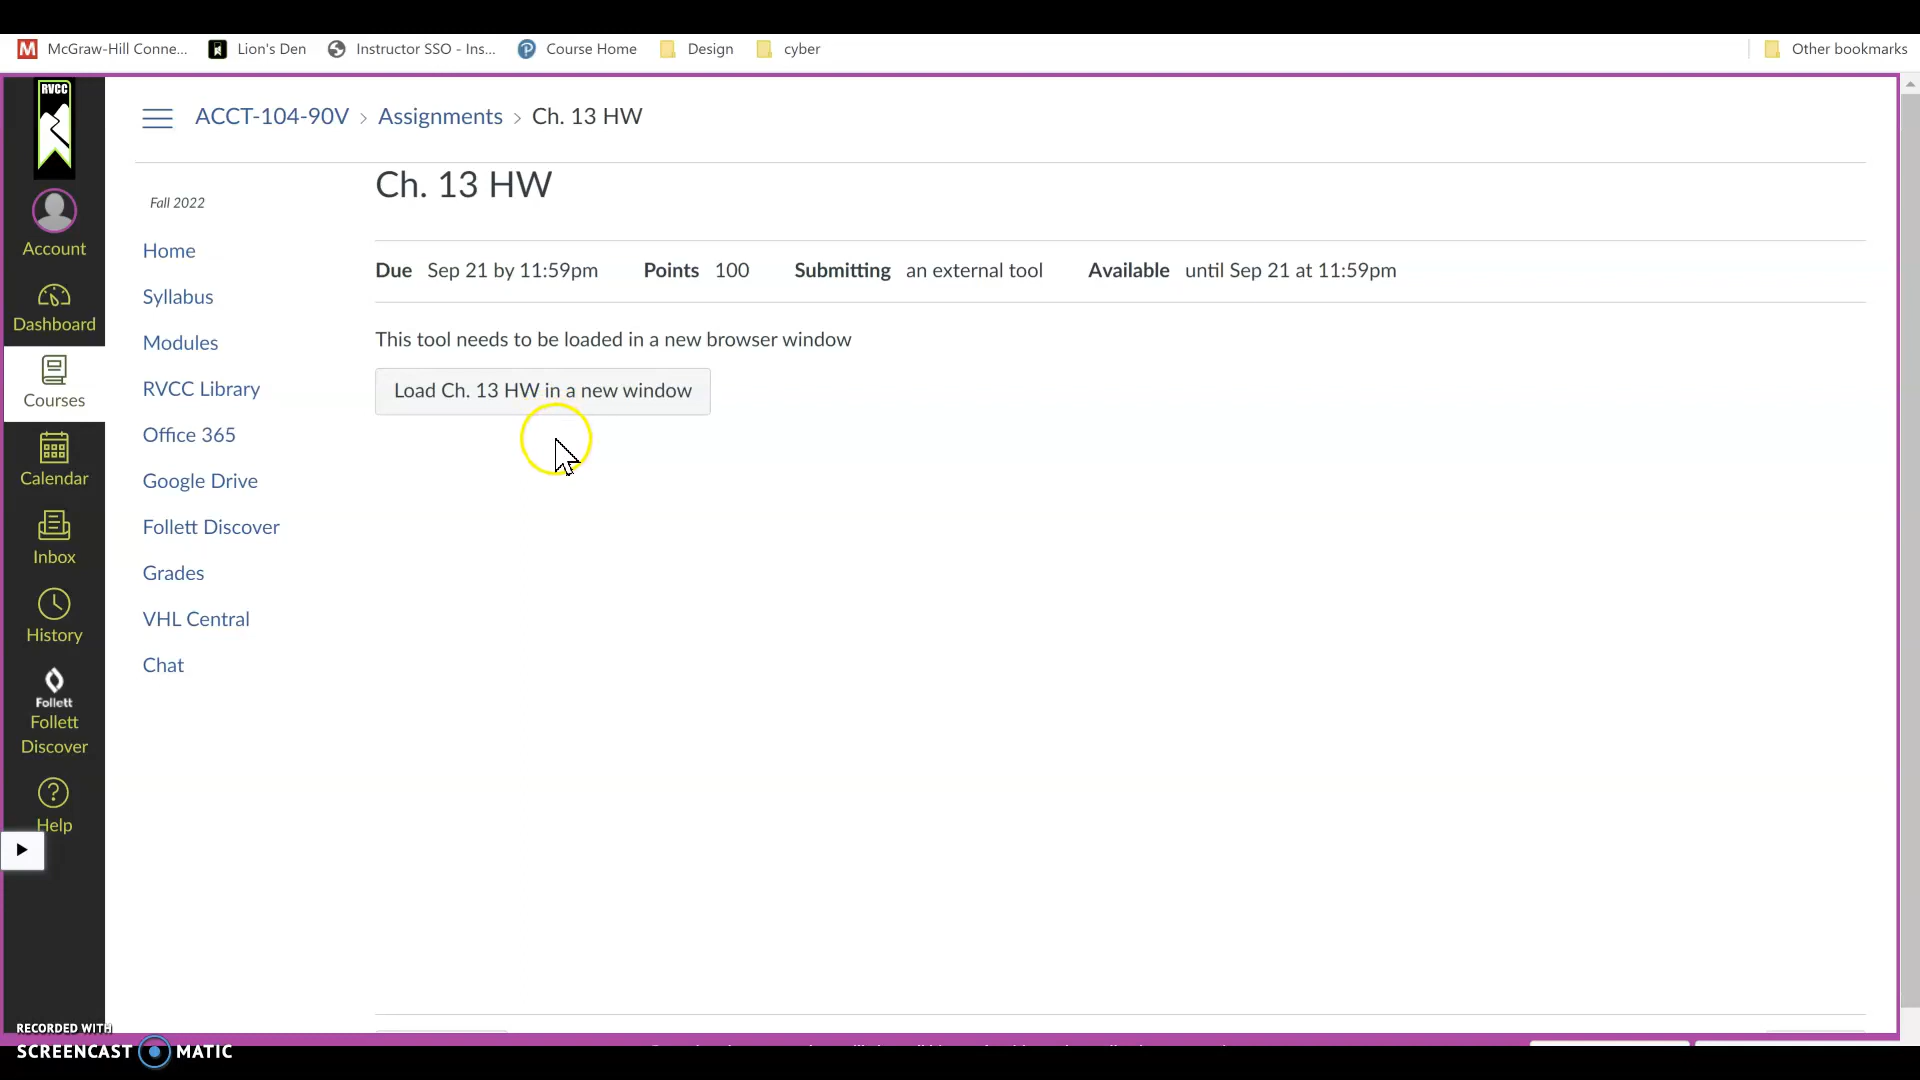 McGraw-Hill Conne... Lion's Den Instructor SSO - Ins... Course Home Design cyber Other bookmarks
RVCC
ACCT-104-90V > Assignments > Ch. 13 HW
Ch. 13 HW
Fall 2022
Home
Syllabus
Modules
RVCC Library
Office 365
Google Drive
Follett Discover
Grades
VHL Central
Chat
Account
Dashboard
Courses
Calendar
Inbox
History
Follett
Follett
Discover
Help
Due Sep 21 by 11:59pm Points 100 Submitting an external tool Available until Sep 21 at 11:59pm
This tool needs to be loaded in a new browser window
Load Ch. 13 HW in a new window
RECORDED WITH
SCREENCAST MATIC